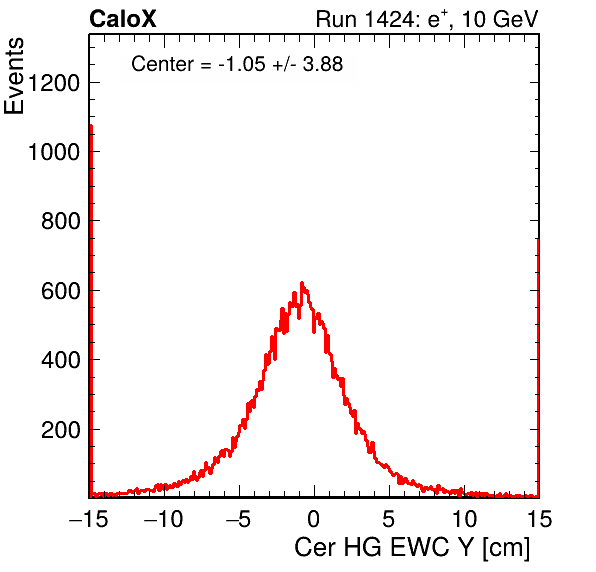 CaloX
Run 1424: e+, 10 GeV
Center = -1.05 +/- 3.88
Events
1200
1000
800
600
400
200
−15 −10 −5 0 5 10 15
Cer HG EWC Y [cm]